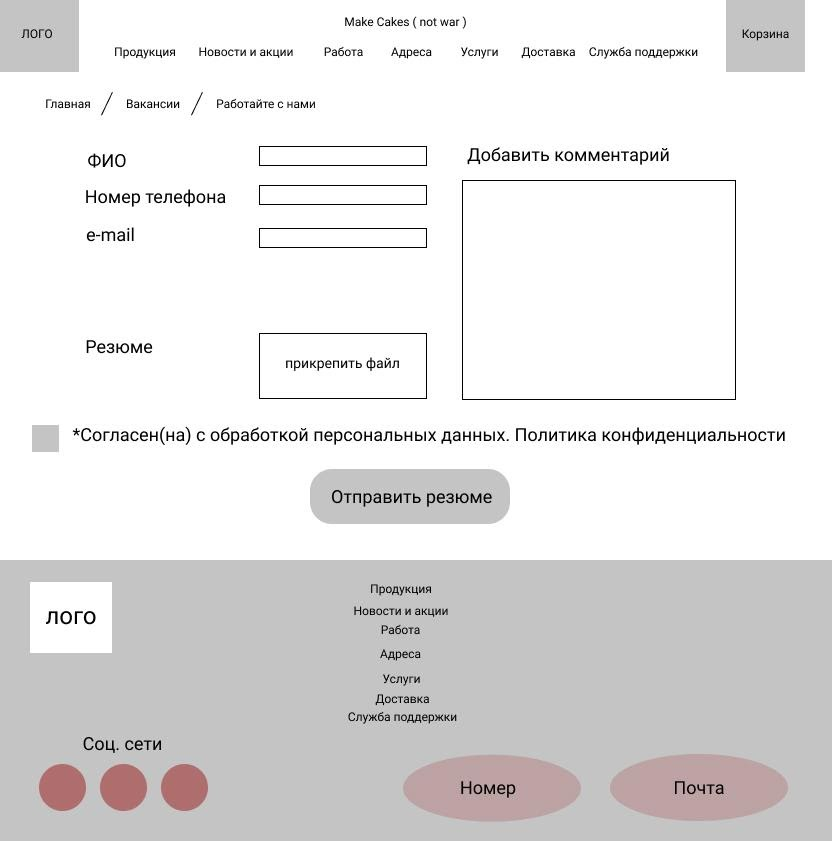 ЛОГО
Make Cakes ( not war )
Корзина
Продукция Новости и акции Работа Адреса Услуги Доставка Служба поддержки
Главная / Вакансии / Работайте с нами
ФИО
Номер телефона
e-mail
Резюме
прикрепить файл
Добавить комментарий
*Согласен(на) с обработкой персональных данных. Политика конфиденциальности
Отправить резюме
ЛОГО
Продукция
Новости и акции
Работа
Адреса
Услуги
Доставка
Служба поддержки
Соц. сети
Номер
Почта